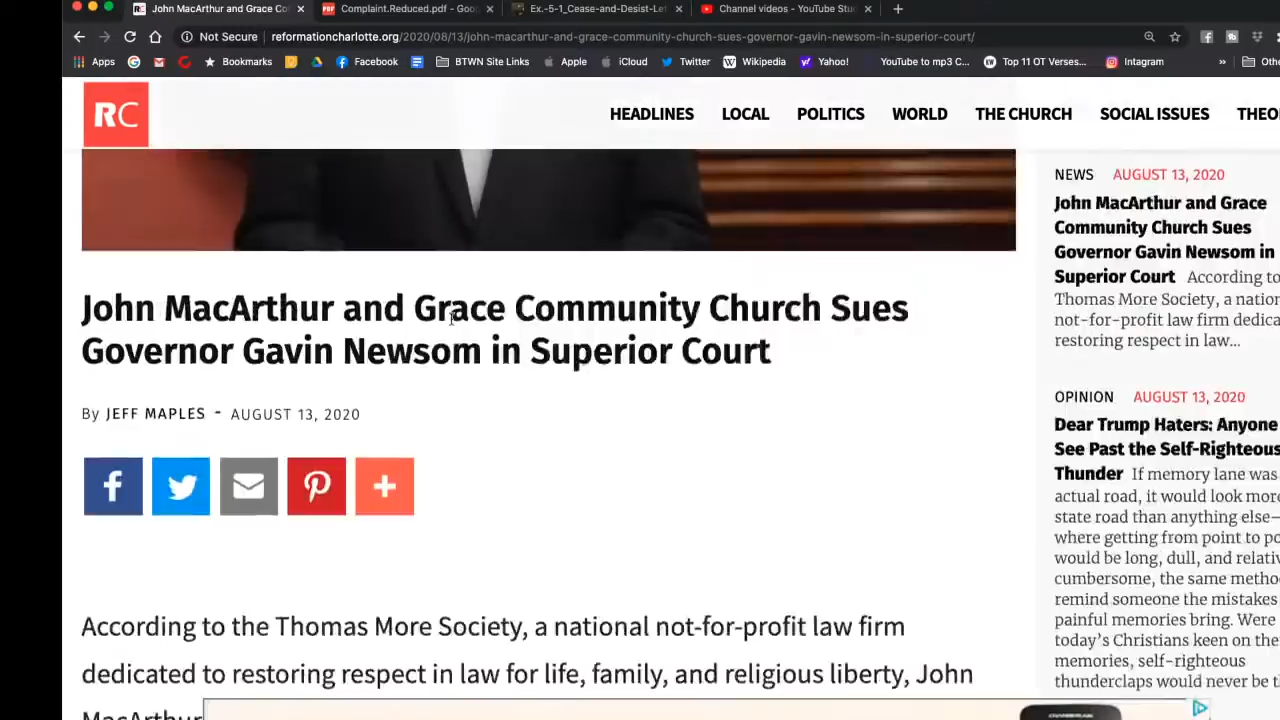 John MacArthur and Grace Co
Complaint.Reduced.pdf - Goo
Ex.-5-1_Cease-and-Desist-Let
Channel videos - YouTube Stu
Not Secure | reformationcharlotte.org/2020/08/13/john-macarthur-and-grace-community-church-sues-governor-gavin-newsom-in-superior-court/
Apps Bookmarks Facebook BTWN Site Links Apple iCloud Twitter Wikipedia Yahoo! YouTube to mp3 C... Top 11 OT Verses... Intagram » Othe
RC
HEADLINES LOCAL POLITICS WORLD THE CHURCH SOCIAL ISSUES THEO
John MacArthur and Grace Community Church Sues
Governor Gavin Newsom in Superior Court
By JEFF MAPLES - AUGUST 13, 2020
According to the Thomas More Society, a national not-for-profit law firm
dedicated to restoring respect in law for life, family, and religious liberty, John
MacArthur
NEWS AUGUST 13, 2020
John MacArthur and Grace
Community Church Sues
Governor Gavin Newsom in
Superior Court According to
Thomas More Society, a nation
not-for-profit law firm dedica
restoring respect in law...
OPINION AUGUST 13, 2020
Dear Trump Haters: Anyone
See Past the Self-Righteous
Thunder If memory lane was
actual road, it would look more
state road than anything else—
where getting from point to po
would be long, dull, and relativ
cumbersome, the same metho
remind someone the mistakes
painful memories bring. Were
today's Christians keen on the
memories, self-righteous
thunderclaps would never be t